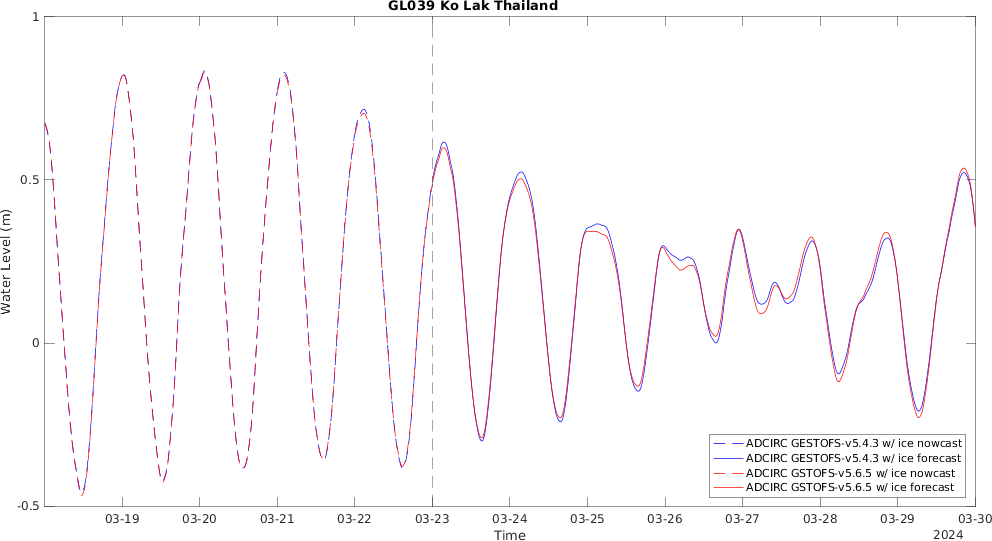 GL039 Ko Lak Thailand
1
0.5
0
-0.5
Water Level (m)
03-19 03-20 03-21 03-22 03-23 03-24 03-25 03-26 03-27 03-28 03-29 03-30
Time
2024
ADCIRC GESTOFS-v5.4.3 w/ ice nowcast
ADCIRC GESTOFS-v5.4.3 w/ ice forecast
ADCIRC GSTOFS-v5.6.5 w/ ice nowcast
ADCIRC GSTOFS-v5.6.5 w/ ice forecast